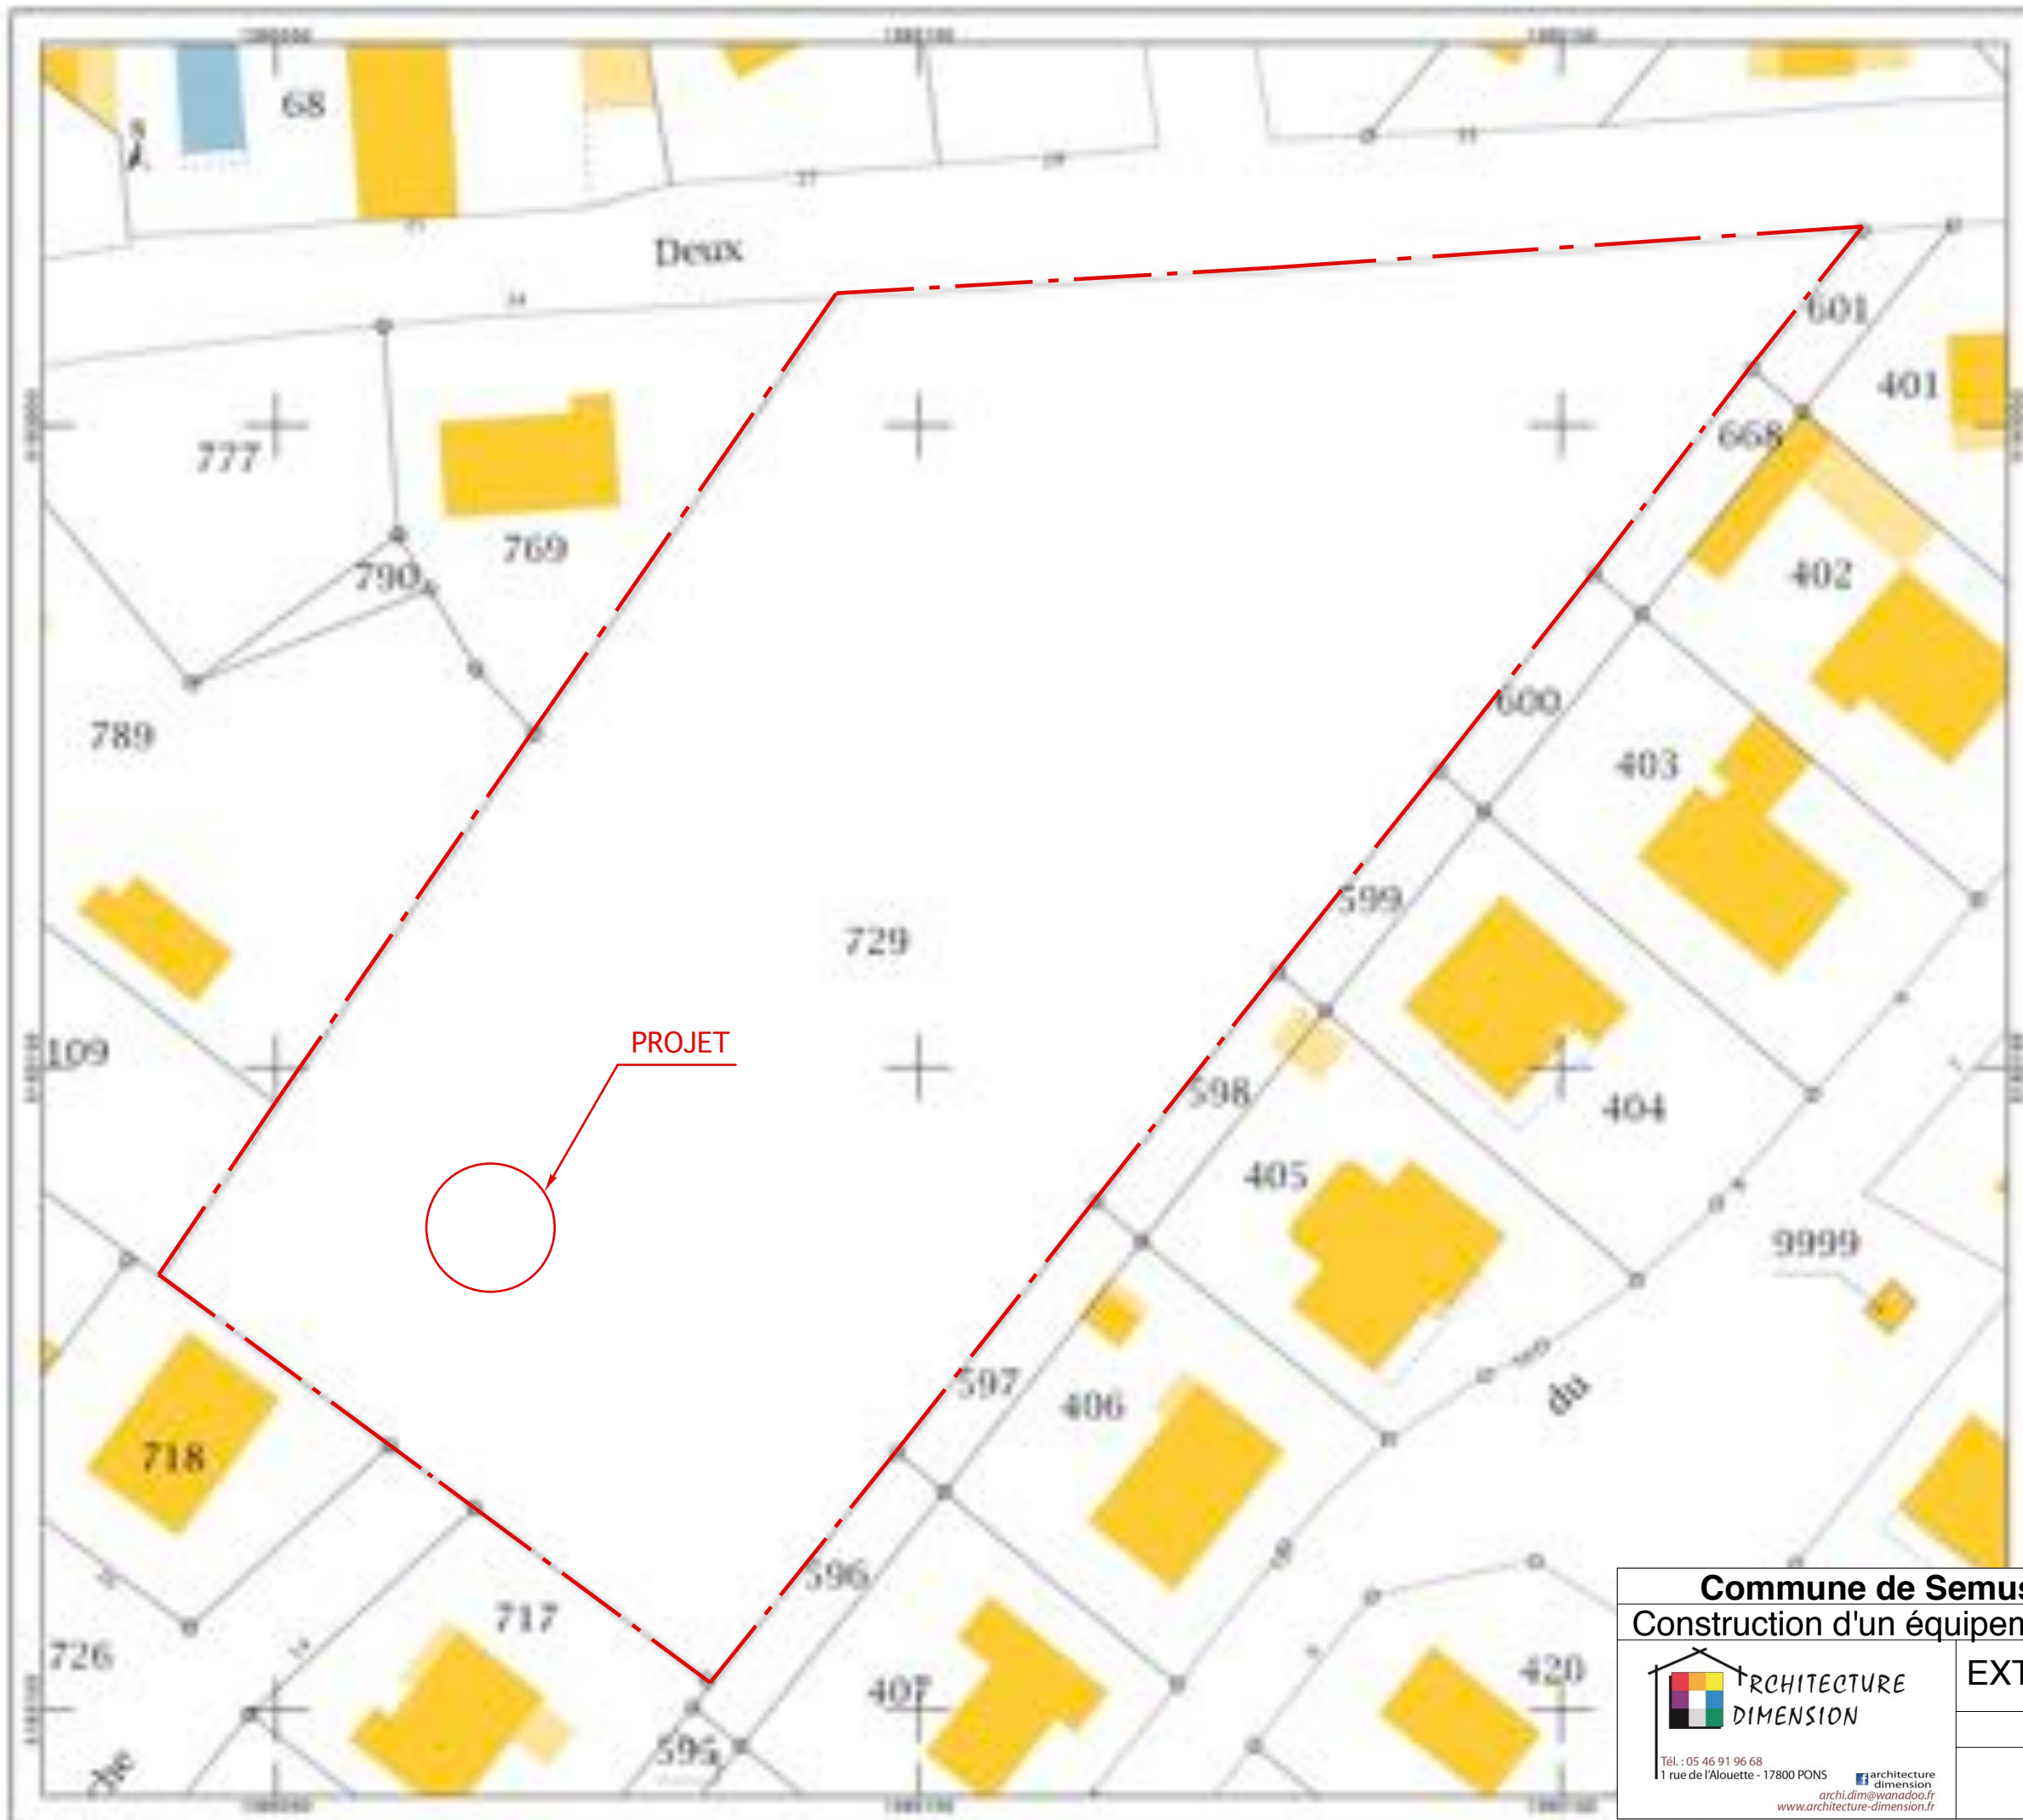 68
Deux
601
401
668
777
769
790
402
600
789
403
599
729
PROJET
109
598
404
405
9999
597
406
du
718
596
717
726
407
420
595
Commune de Semus
Construction d'un équipem
ARCHITECTURE
DIMENSION
EXT
Tél. : 05 46 91 96 68
1 rue de l'Alouette - 17800 PONS
architecture
dimension
archi.dim@wanadoo.fr
www.architecture-dimension.fr